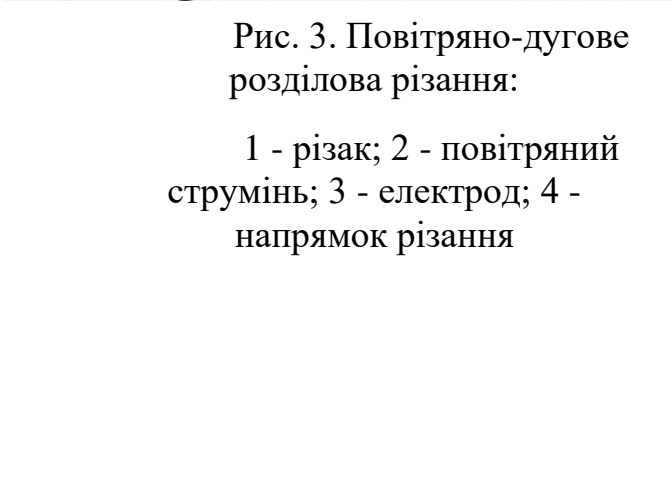 Рис. 3. Повітряно-дугове
розділова різання:
1 - різак; 2 - повітряний
струмінь; 3 - електрод; 4 -
напрямок різання